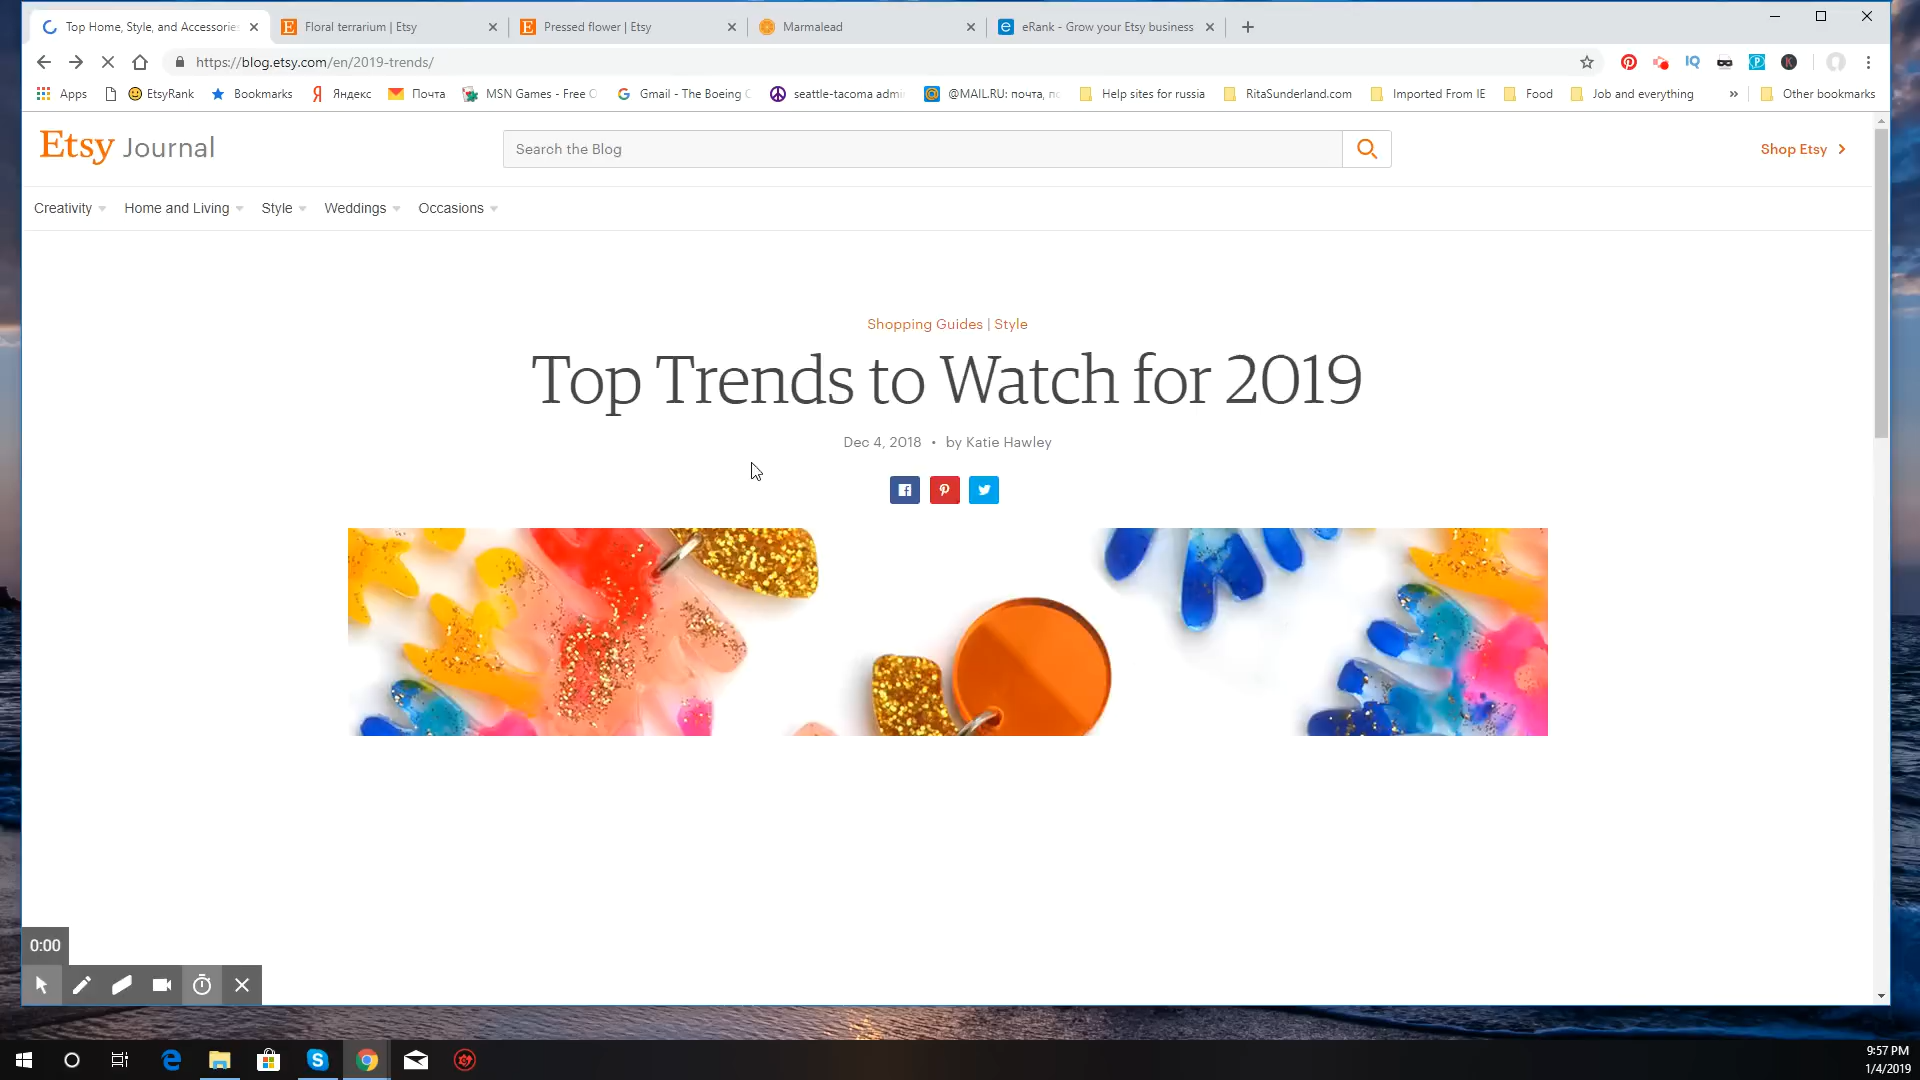 Top Home, Style, and Accessories
Floral terrarium | Etsy
Pressed flower | Etsy
Marmalead
eRank - Grow your Etsy business
https://blog.etsy.com/en/2019-trends/
Apps
EtsyRank
Bookmarks
Яндекс
Почта
MSN Games - Free O
Gmail - The Boeing C
seattle-tacoma adm
@MAIL.RU: почта, по
Help sites for russia
RitaSunderland.com
Imported From IE
Food
Job and everything
»
Other bookmarks
Etsy Journal
Search the Blog
Shop Etsy
Creativity
Home and Living
Style
Weddings
Occasions
Shopping Guides | Style
Top Trends to Watch for 2019
Dec 4, 2018 • by Katie Hawley
0:00
9:57 PM
1/4/2019